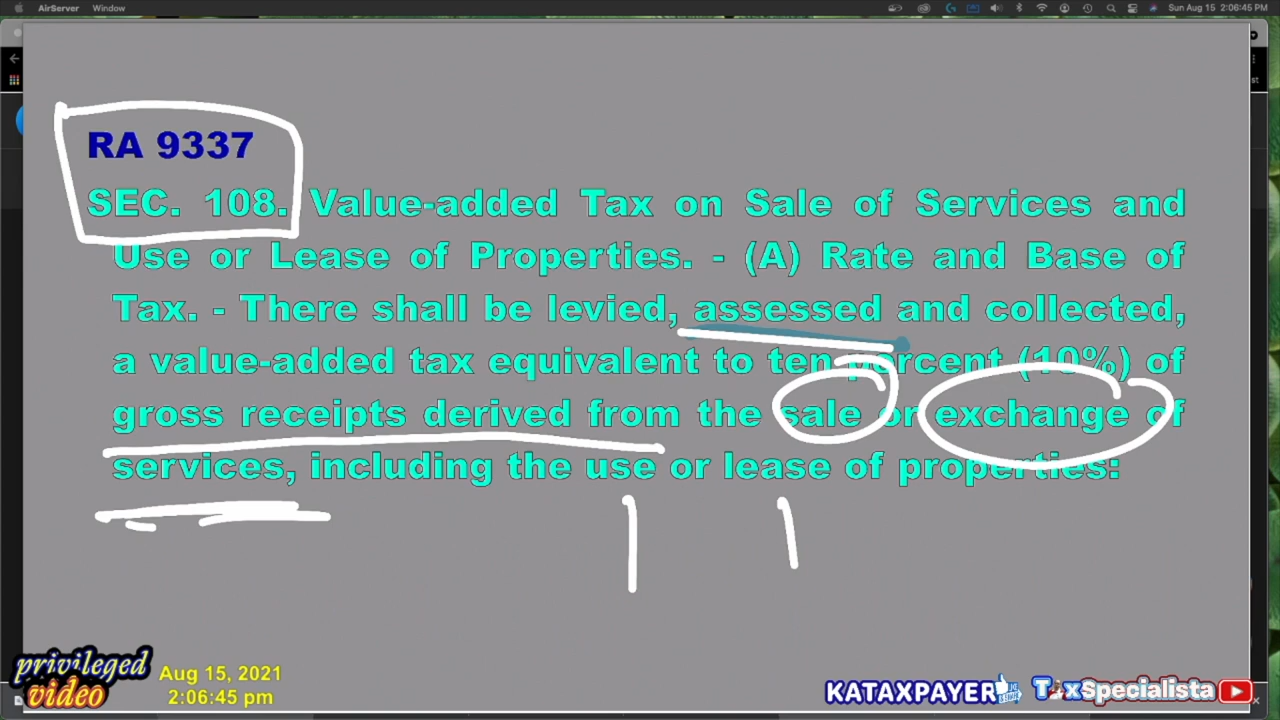 AirServer Window Sun Aug 15 2:06:45 PM
RA 9337
SEC. 108. Value-added Tax on Sale of Services and
Use or Lease of Properties. - (A) Rate and Base of
Tax. - There shall be levied, assessed and collected,
a value-added tax equivalent to ten percent (10%) of
gross receipts derived from the sale or exchange of
services, including the use or lease of properties:
privileged
video
Aug 15, 2021
2:06:45 pm
KATAXPAYER TaxSpecialista